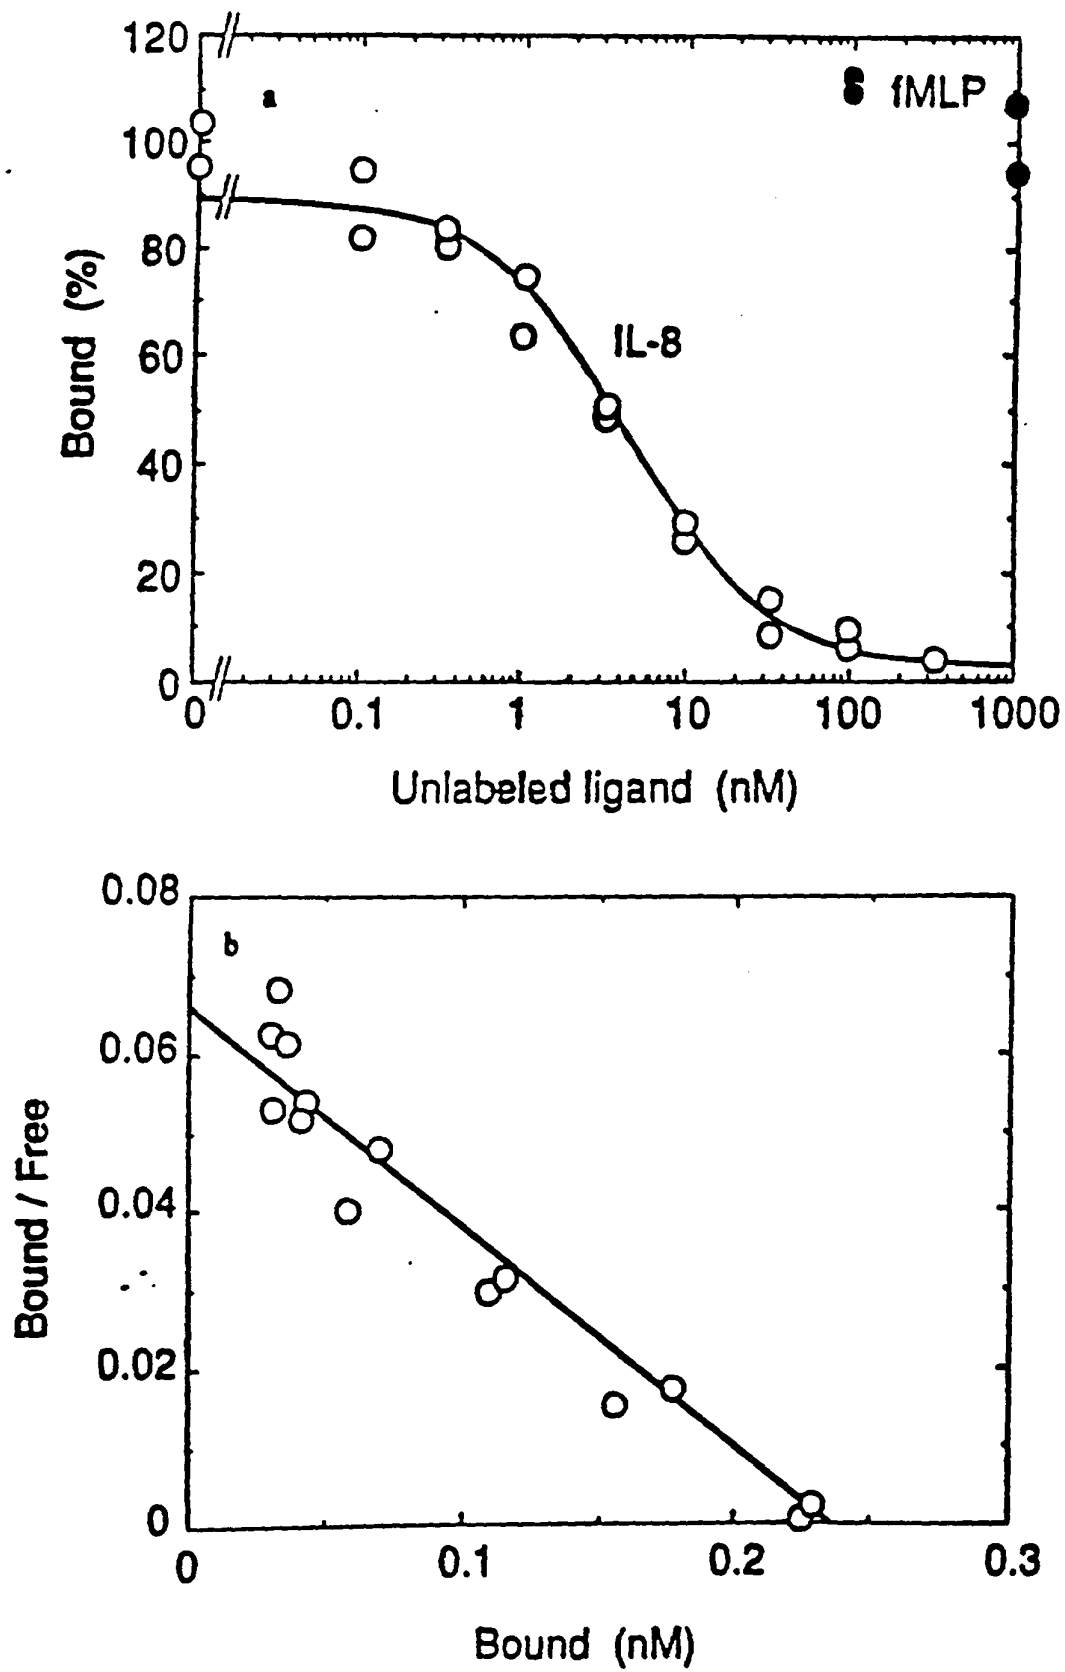 120
a
fMLP
100
80
Bound (%)
IL-8
60
40
20
0
0 0.1 1 10 100 1000
Unlabeled ligand (nM)
0.08
b
0.06
Bound / Free
0.04
0.02
0
0 0.1 0.2 0.3
Bound (nM)